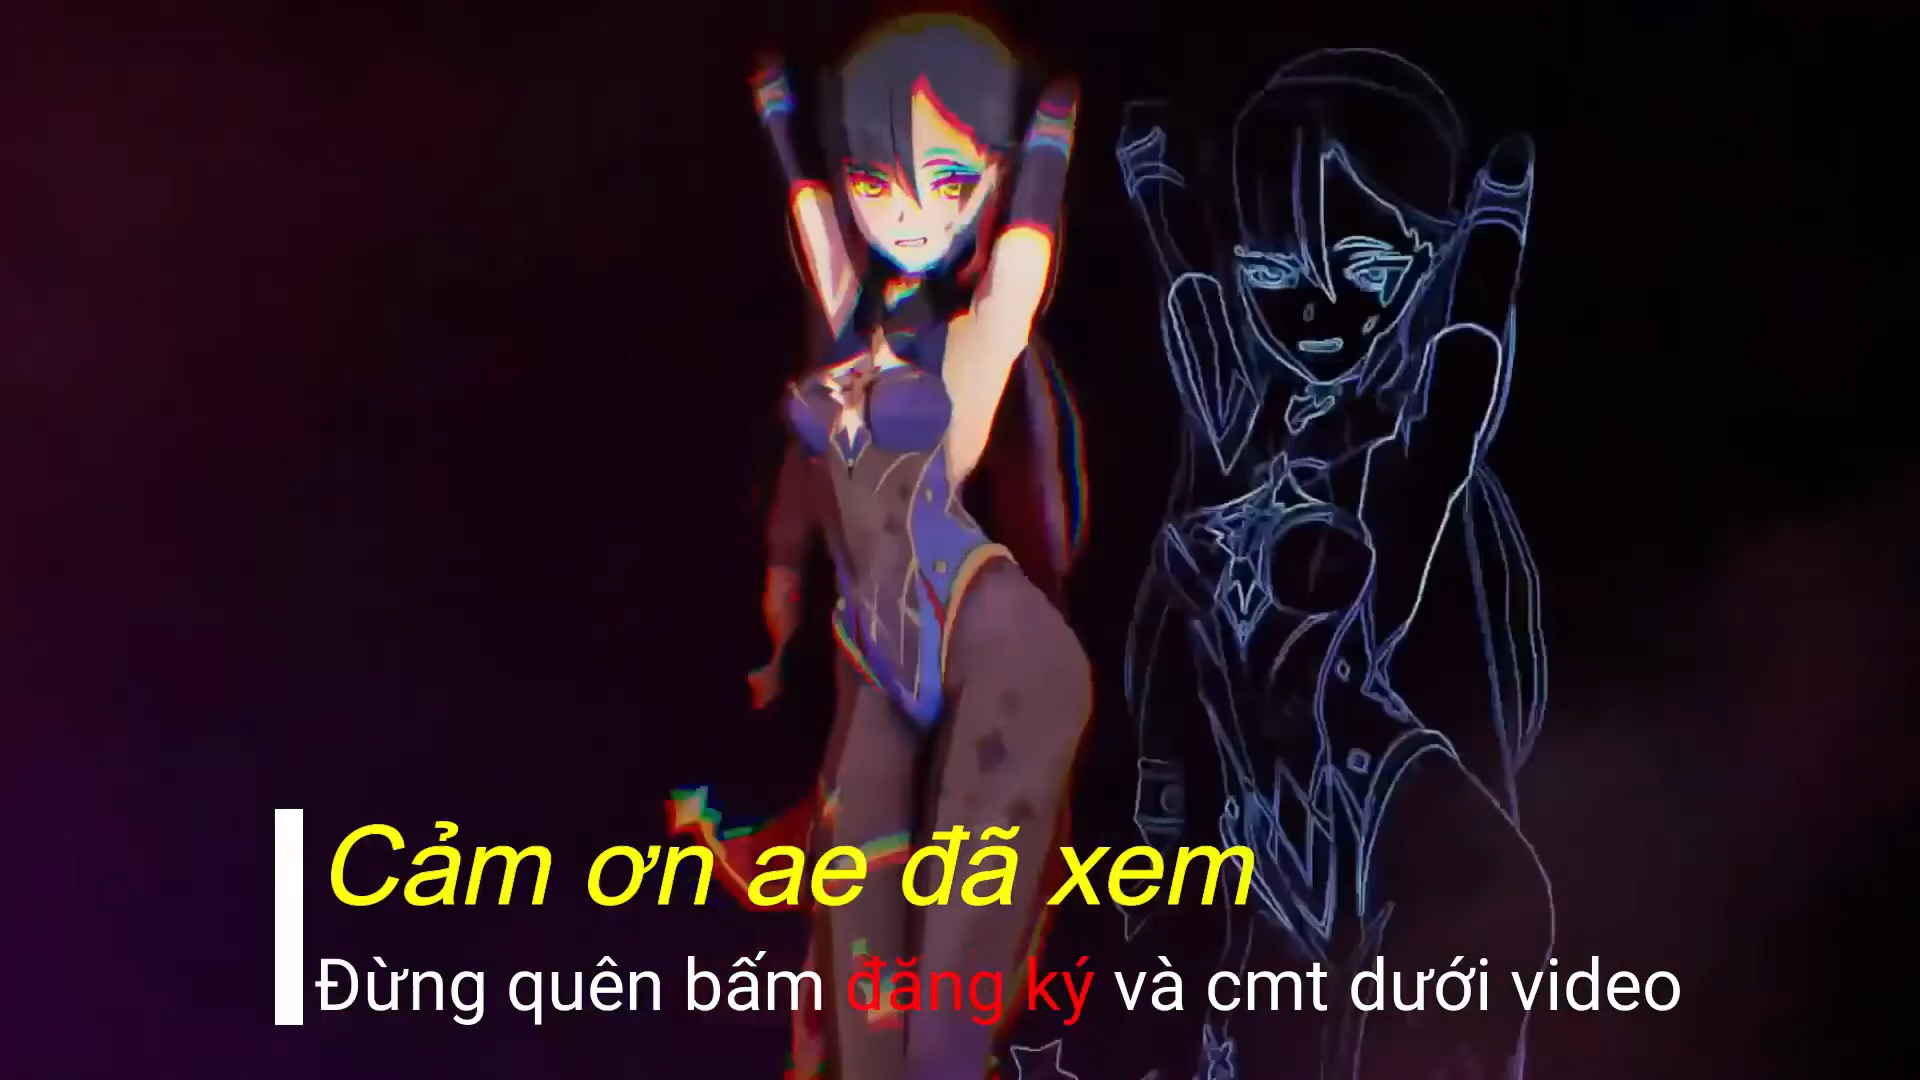 Cảm ơn ae đã xem
Đừng quên bấm đăng ký và cmt dưới video